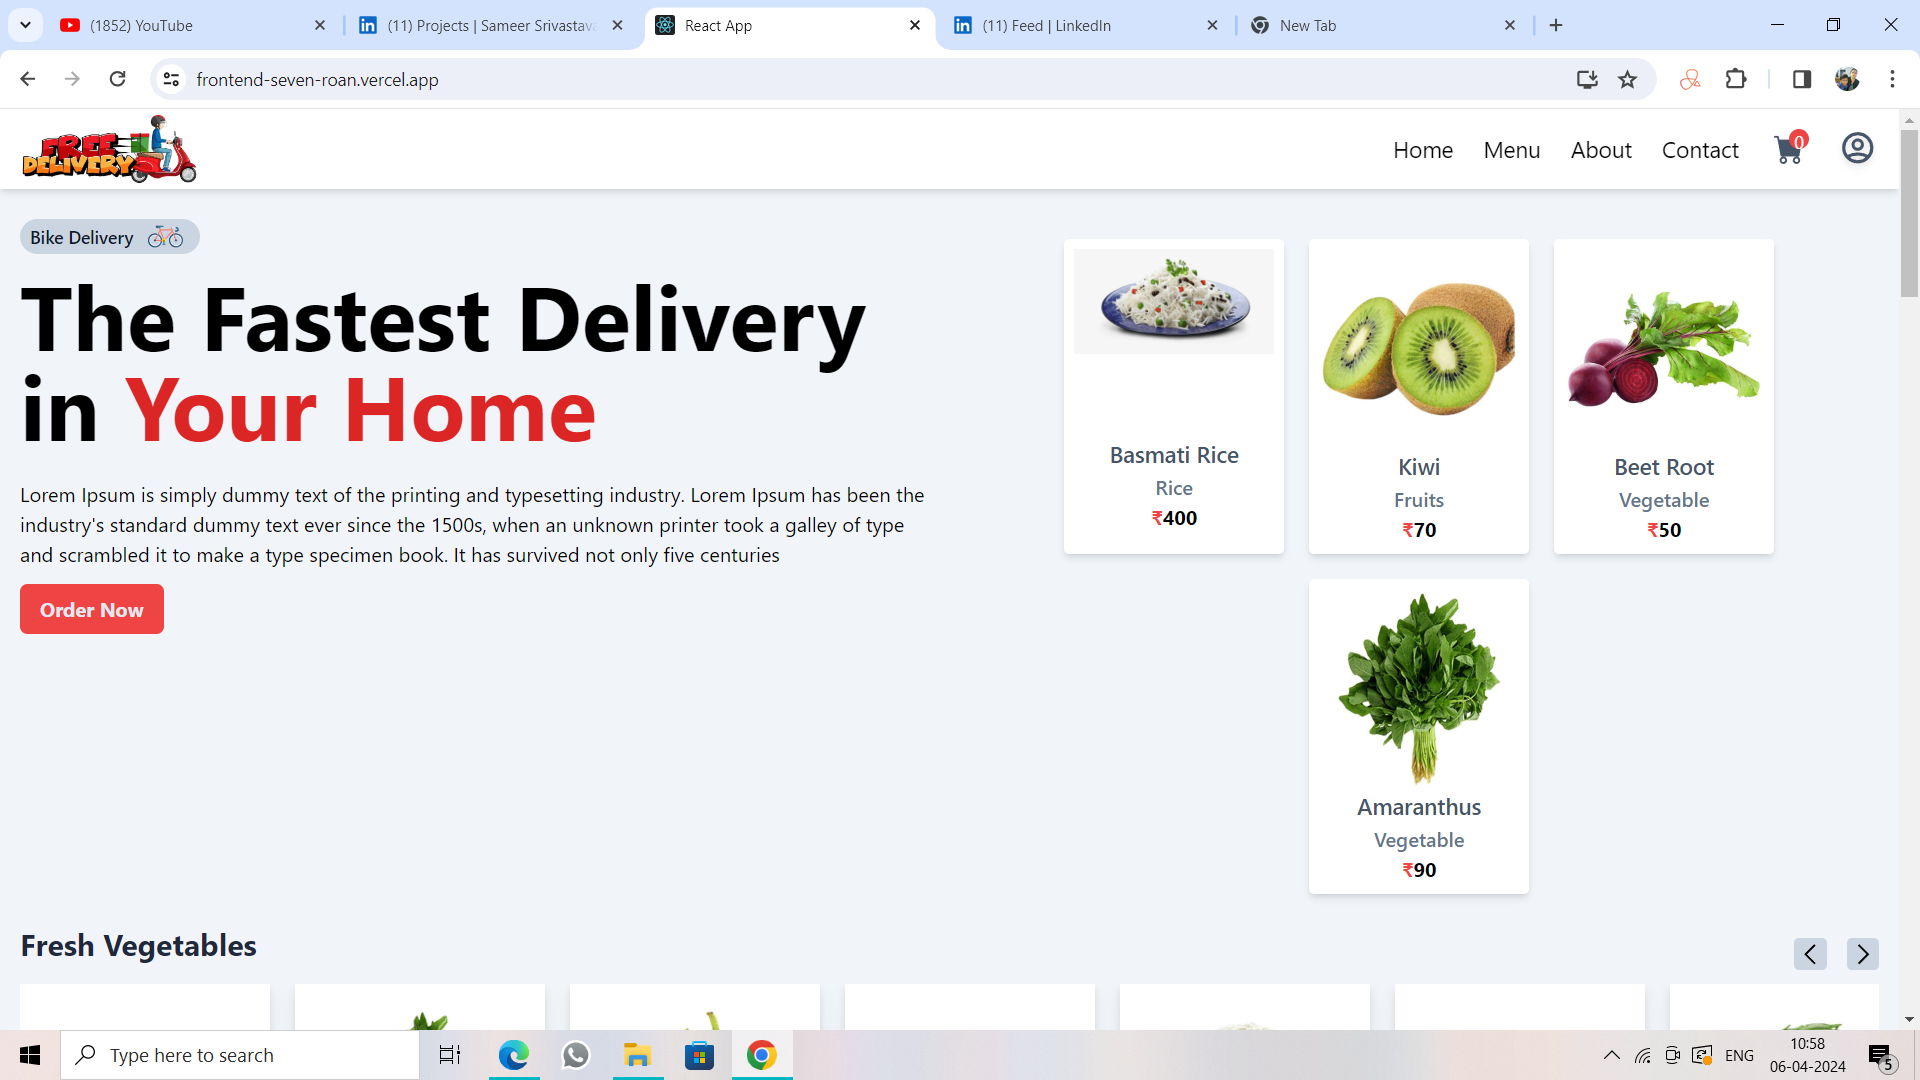 (1852) YouTube
(11) Projects | Sameer Srivastava
React App
(11) Feed | LinkedIn
New Tab
frontend-seven-roan.vercel.app
FREE
DELIVERY
Home
Menu
About
Contact
0
Bike Delivery
The Fastest Delivery
in Your Home
Lorem Ipsum is simply dummy text of the printing and typesetting industry. Lorem Ipsum has been the
industry's standard dummy text ever since the 1500s, when an unknown printer took a galley of type
and scrambled it to make a type specimen book. It has survived not only five centuries
Order Now
Basmati Rice
Rice
₹400
Kiwi
Fruits
₹70
Beet Root
Vegetable
₹50
Amaranthus
Vegetable
₹90
Fresh Vegetables
Type here to search
ENG
10:58
06-04-2024
5